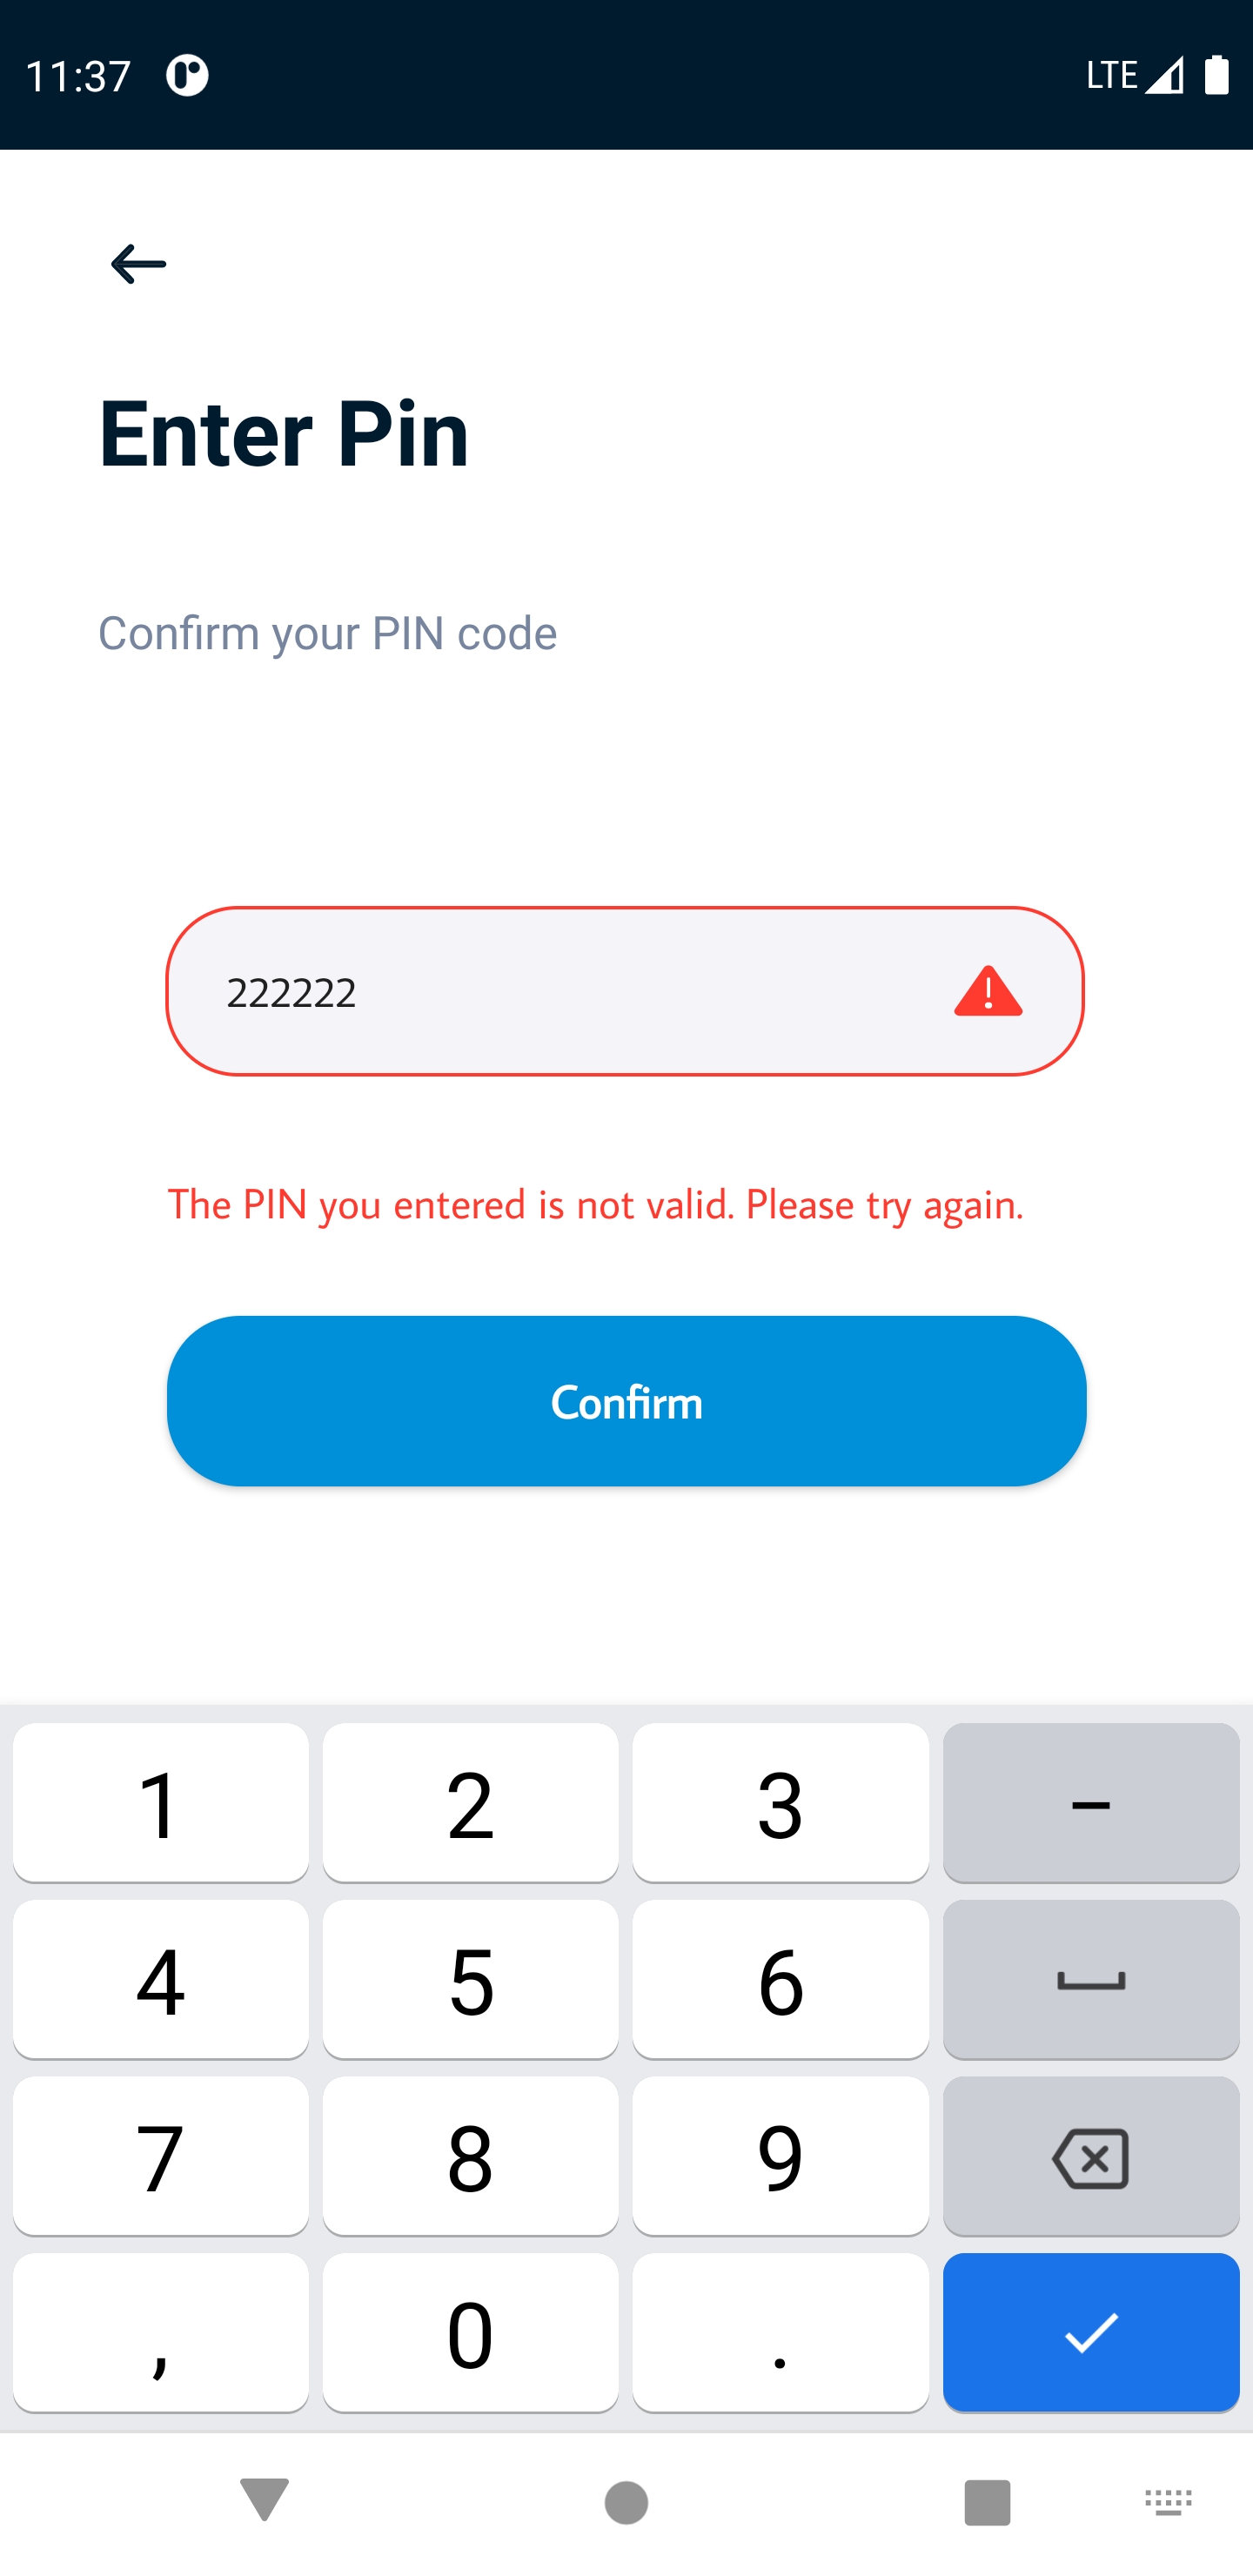 11:37 LTE
Enter Pin
Confirm your PIN code
222222
The PIN you entered is not valid. Please try again.
Confirm
1 2 3 –
4 5 6
7 8 9
, 0 .